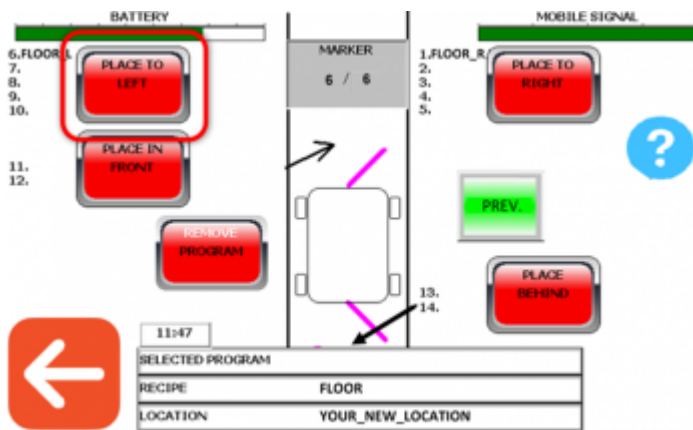 BATTERY
MOBILE SIGNAL
6.FLOOR_L
7.
8.
9.
10.
PLACE TO
LEFT
MARKER
6 / 6
1.FLOOR_R
2.
3.
4.
5.
PLACE TO
RIGHT
11.
12.
PLACE IN
FRONT
?
PREV.
REMOVE
PROGRAM
PLACE
BEHIND
13.
14.
11:47
SELECTED PROGRAM
RECIPE FLOOR
LOCATION YOUR_NEW_LOCATION